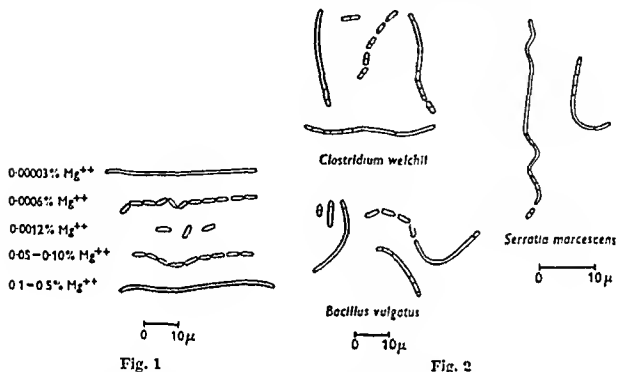 0·00003% Mg++
0·0006% Mg++
0·0012% Mg++
0·05–0·10% Mg++
0·1–0·5% Mg++
0 10μ
Fig. 1
Clostridium welchii
Bacillus vulgatus
0 10μ
Serratia marcescens
0 10μ
Fig. 2